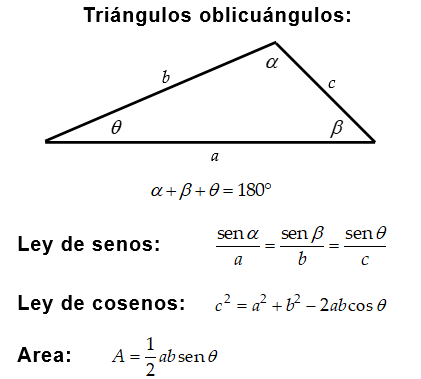 Triángulos oblicuángulos:
α
b
c
θ
β
a
α + β + θ = 180°
Ley de senos: sen α / a = sen β / b = sen θ / c
Ley de cosenos: c² = a² + b² − 2ab cos θ
Area: A = 1/2 ab sen θ